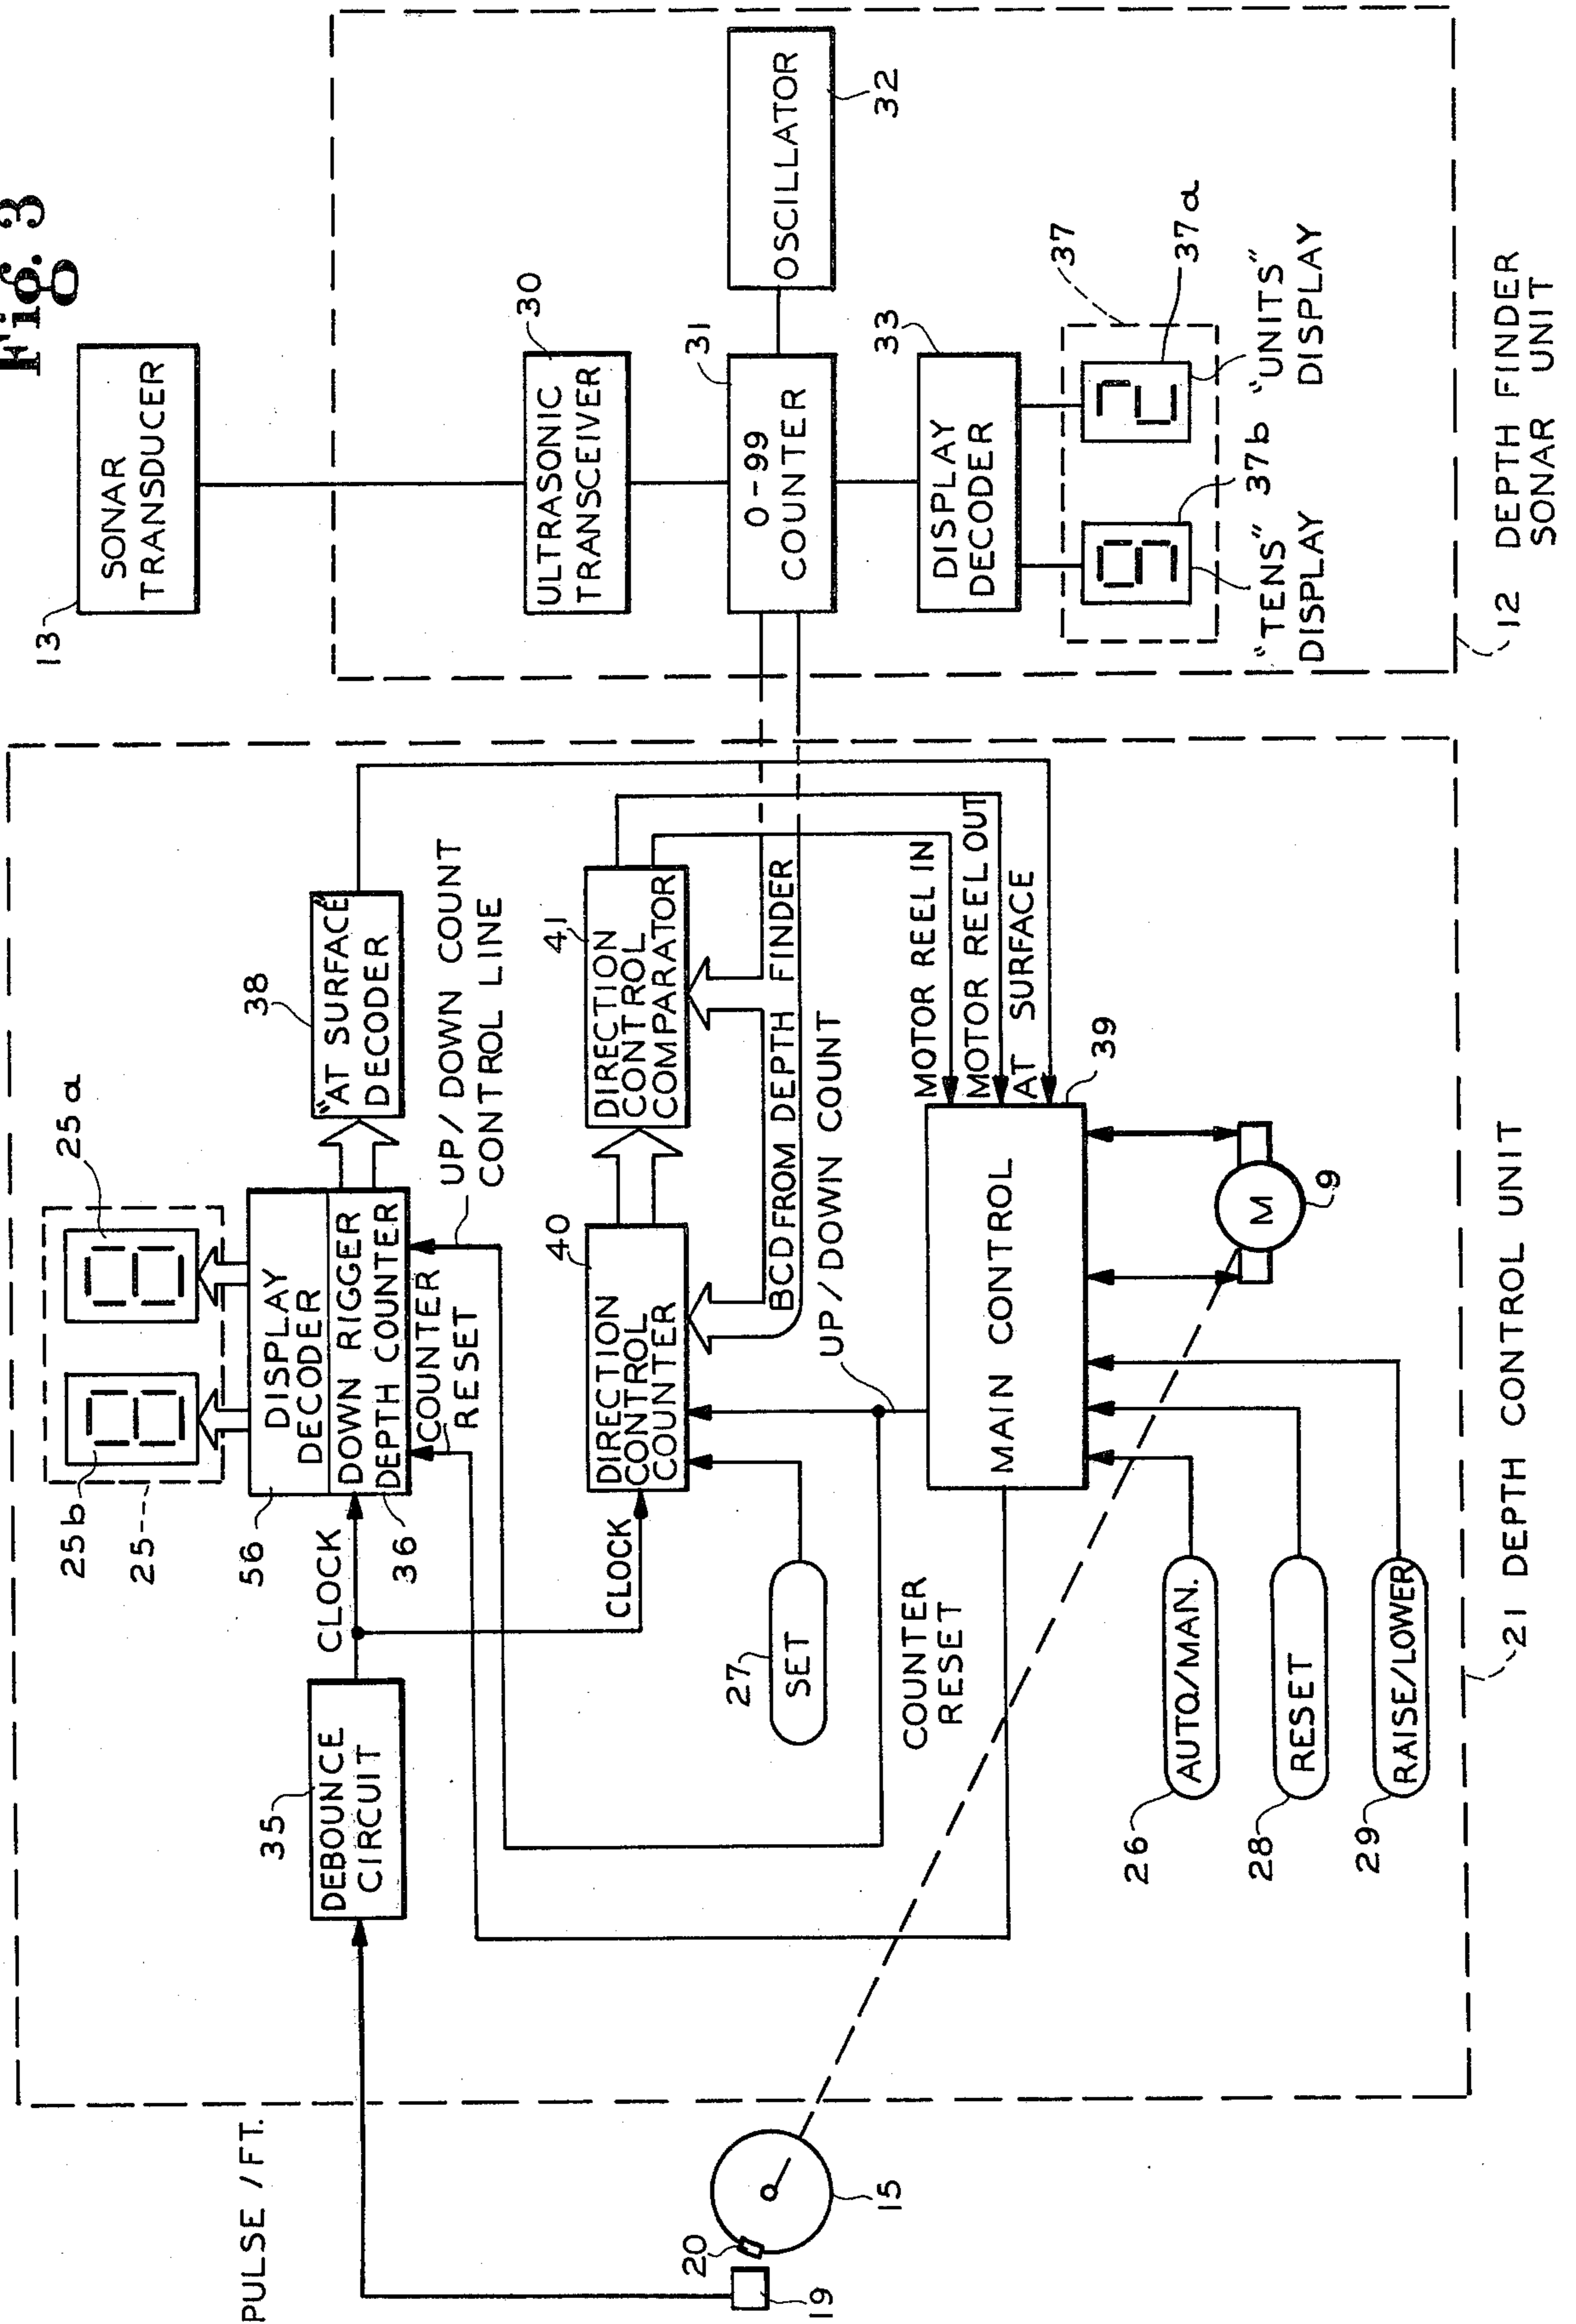 Fig. 3
13
SONAR
TRANSDUCER
30
ULTRASONIC
TRANSCEIVER
31
0-99
COUNTER
OSCILLATOR
32
33
DISPLAY
DECODER
37
37a
37b
"TENS"
DISPLAY
"UNITS"
DISPLAY
12 DEPTH FINDER
SONAR UNIT
PULSE /FT.
35
DEBOUNCE
CIRCUIT
CLOCK
CLOCK
25
25b
25a
56
DISPLAY
DECODER
36
DOWN RIGGER
DEPTH COUNTER
COUNTER
RESET
UP/DOWN COUNT
CONTROL LINE
38
"AT SURFACE"
DECODER
40
DIRECTION
CONTROL
COUNTER
41
DIRECTION
CONTROL
COMPARATOR
BCD FROM DEPTH FINDER
UP/DOWN COUNT
27
SET
COUNTER
RESET
MOTOR REEL IN
MOTOR REEL OUT
AT SURFACE
39
MAIN CONTROL
M
9
26
AUTO/MAN.
28
RESET
29
RAISE/LOWER
20
19
15
21 DEPTH CONTROL UNIT